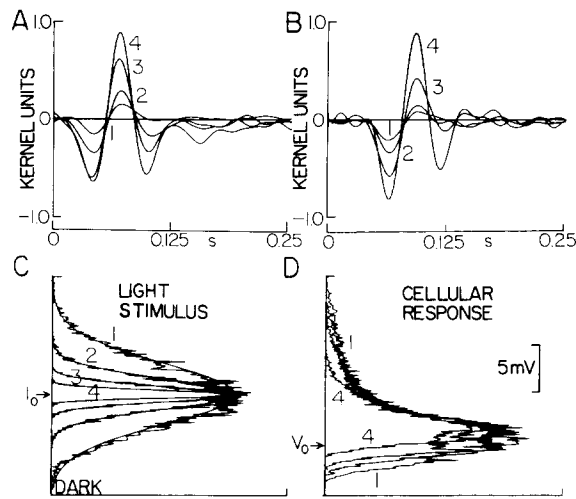 A
B
1.0
1.0
KERNEL UNITS
KERNEL UNITS
4
3
2
1
4
3
1
2
0
0
-1.0
-1.0
0 0.125 s 0.25
0 0.125 s 0.25
C
D
LIGHT
STIMULUS
CELLULAR
RESPONSE
1
2
3
4
I₀
DARK
1
4
5mV
4
V₀
1